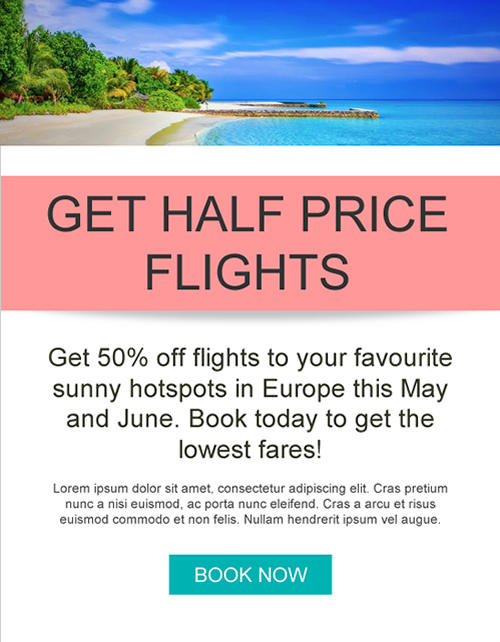 GET HALF PRICE
FLIGHTS
Get 50% off flights to your favourite
sunny hotspots in Europe this May
and June. Book today to get the
lowest fares!
Lorem ipsum dolor sit amet, consectetur adipiscing elit. Cras pretium
nunc a nisi euismod, ac porta nunc eleifend. Cras a arcu et risus
euismod commodo et non felis. Nullam hendrerit ipsum vel augue.
BOOK NOW